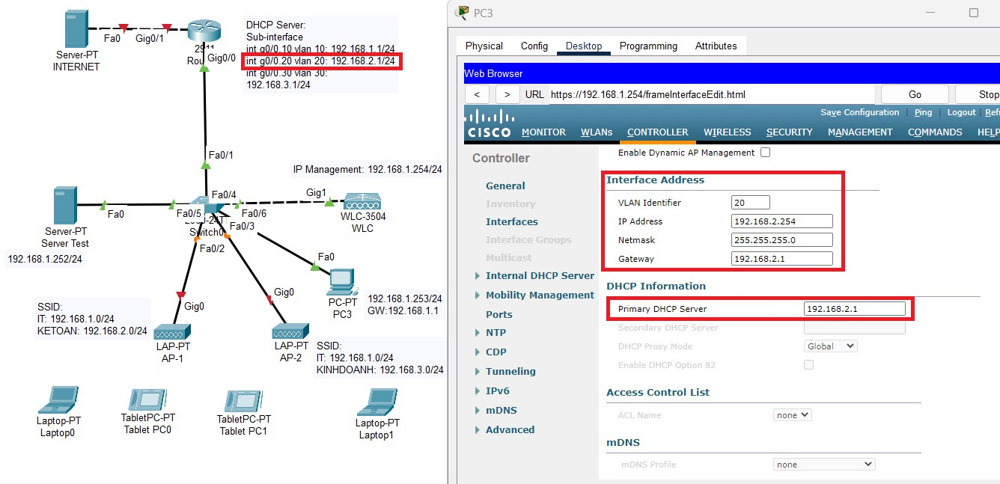 Server-PT
INTERNET
Fa0
Gig0/1
Gig0/0
DHCP Server:
Sub-interface
int g0/0.10 vlan 10: 192.168.1.1/24
int g0/0.20 vlan 20: 192.168.2.1/24
int g0/0.30 vlan 30:
192.168.3.1/24
Fa0/1
IP Management: 192.168.1.254/24
Fa0/4
Gig1
Fa0
Fa0/5
Fa0/6
WLC-3504
WLC
Server-PT
Server Test
Fa0/3
Switch0
Fa0/2
192.168.1.252/24
Fa0
PC-PT
PC3
192.168.1.253/24
GW:192.168.1.1
Gig0
Gig0
SSID:
IT: 192.168.1.0/24
KETOAN: 192.168.2.0/24
LAP-PT
AP-1
LAP-PT
AP-2
SSID:
IT: 192.168.1.0/24
KINHDOANH: 192.168.3.0/24
Laptop-PT
Laptop0
TabletPC-PT
Tablet PC0
TabletPC-PT
Tablet PC1
Laptop-PT
Laptop1
PC3
Physical Config Desktop Programming Attributes
Web Browser
< > URL https://192.168.1.254/frameInterfaceEdit.html Go Stop
Save Configuration | Ping | Logout | Refr
CISCO MONITOR WLANs CONTROLLER WIRELESS SECURITY MANAGEMENT COMMANDS HELP
Controller
General
Inventory
Interfaces
Interface Groups
Multicast
Internal DHCP Server
Mobility Management
Ports
NTP
CDP
Tunneling
IPv6
mDNS
Advanced
Enable Dynamic AP Management
Interface Address
VLAN Identifier 20
IP Address 192.168.2.254
Netmask 255.255.255.0
Gateway 192.168.2.1
DHCP Information
Primary DHCP Server 192.168.2.1
Secondary DHCP Server
DHCP Proxy Mode Global
Enable DHCP Option 82
Access Control List
ACL Name none
mDNS
mDNS Profile none